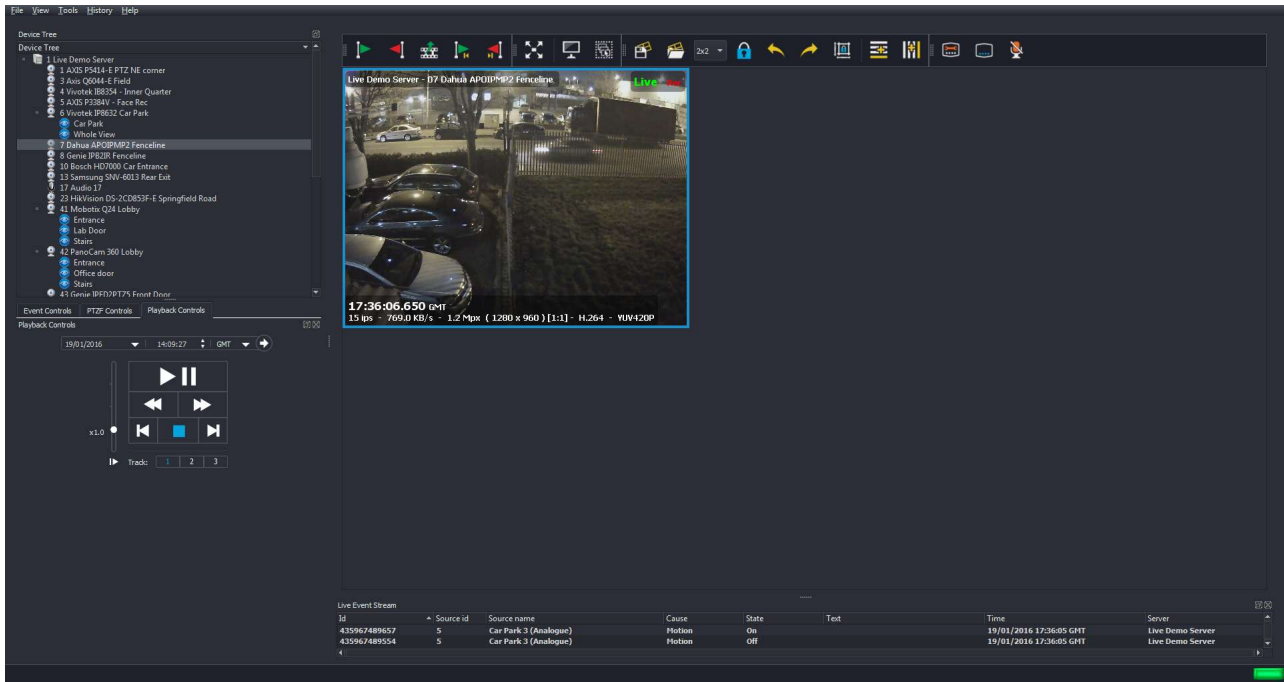 File View Tools History Help
Device Tree
Device Tree
1 Live Demo Server
1 AXIS P5414-E PTZ NE corner
3 Axis Q6044-E Field
4 Vivotek IB8354 - Inner Quarter
5 AXIS P3384V - Face Rec
6 Vivotek IP8632 Car Park
Car Park
Whole View
7 Dahua APOIPMP2 Fenceline
8 Genie IPB2IR Fenceline
10 Bosch HD7000 Car Entrance
13 Samsung SNV-6013 Rear Exit
17 Audio 17
23 HikVision DS-2CD853F-E Springfield Road
41 Mobotix Q24 Lobby
Entrance
Lab Door
Stairs
42 PanoCam 360 Lobby
Entrance
Office door
Stairs
43 Genie IPFD2PTZ5 Front Door
Event Controls PTZF Controls Playback Controls
Playback Controls
19/01/2016 14:09:27 GMT
x1.0
Track: 1 2 3
2x2
Live Demo Server - D7 Dahua APOIPMP2 Fenceline Live Rec
17:36:06.650 GMT
15 ips - 769.0 KB/s - 1.2 Mpx ( 1280 x 960 ) [1:1] - H.264 - YUV420P
Live Event Stream
Id Source id Source name Cause State Text Time Server
435967489657 5 Car Park 3 (Analogue) Motion On 19/01/2016 17:36:05 GMT Live Demo Server
435967489554 5 Car Park 3 (Analogue) Motion Off 19/01/2016 17:36:05 GMT Live Demo Server